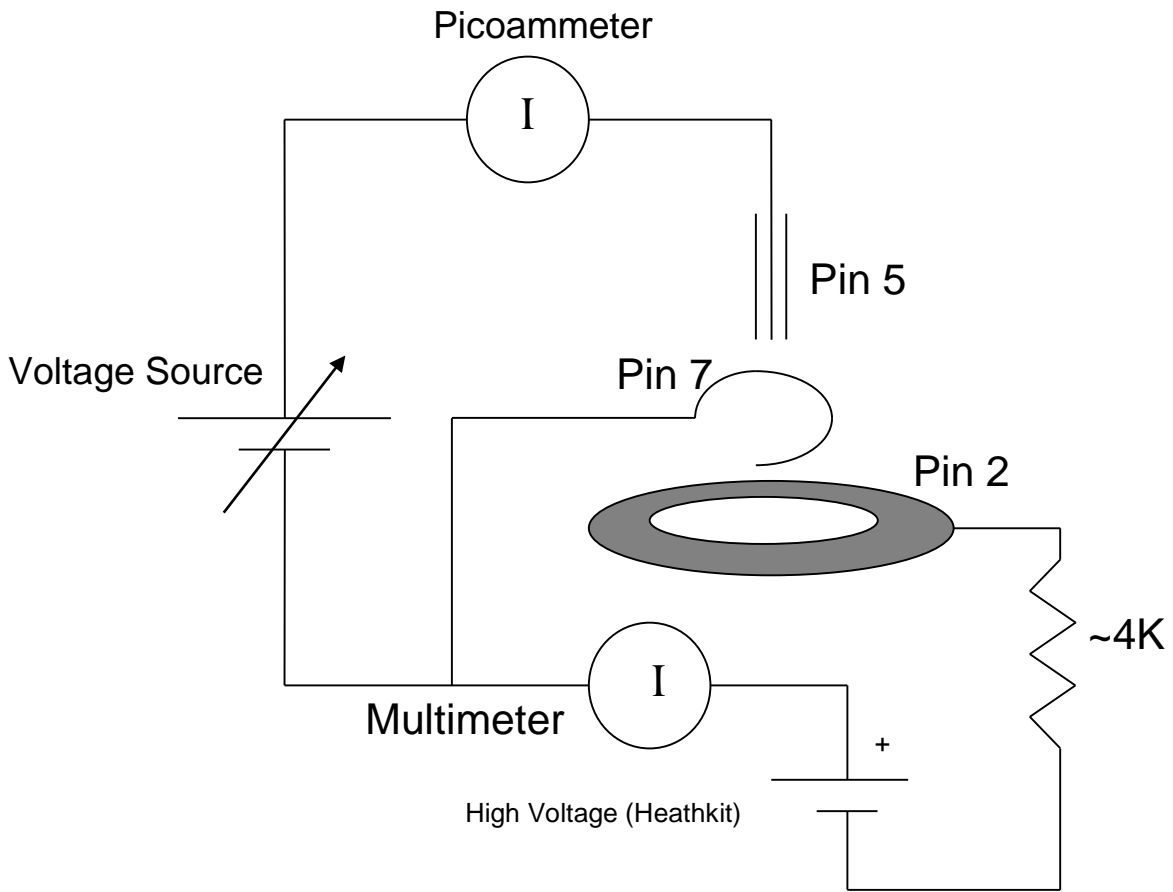 Picoammeter
I
Pin 5
Voltage Source
Pin 7
Pin 2
~4K
I
Multimeter
+
High Voltage (Heathkit)